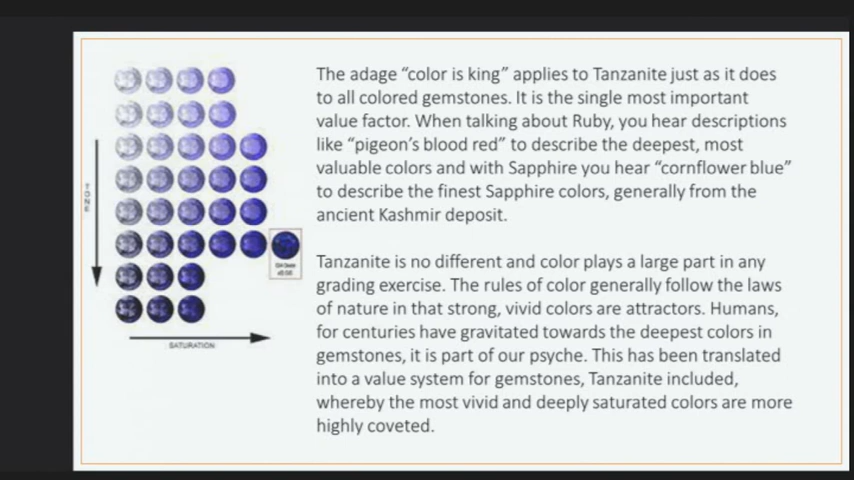 The adage “color is king” applies to Tanzanite just as it does
to all colored gemstones. It is the single most important
value factor. When talking about Ruby, you hear descriptions
like “pigeon’s blood red” to describe the deepest, most
valuable colors and with Sapphire you hear “cornflower blue”
to describe the finest Sapphire colors, generally from the
ancient Kashmir deposit.
Tanzanite is no different and color plays a large part in any
grading exercise. The rules of color generally follow the laws
of nature in that strong, vivid colors are attractors. Humans,
for centuries have gravitated towards the deepest colors in
gemstones, it is part of our psyche. This has been translated
into a value system for gemstones, Tanzanite included,
whereby the most vivid and deeply saturated colors are more
highly coveted.
TONE
SATURATION